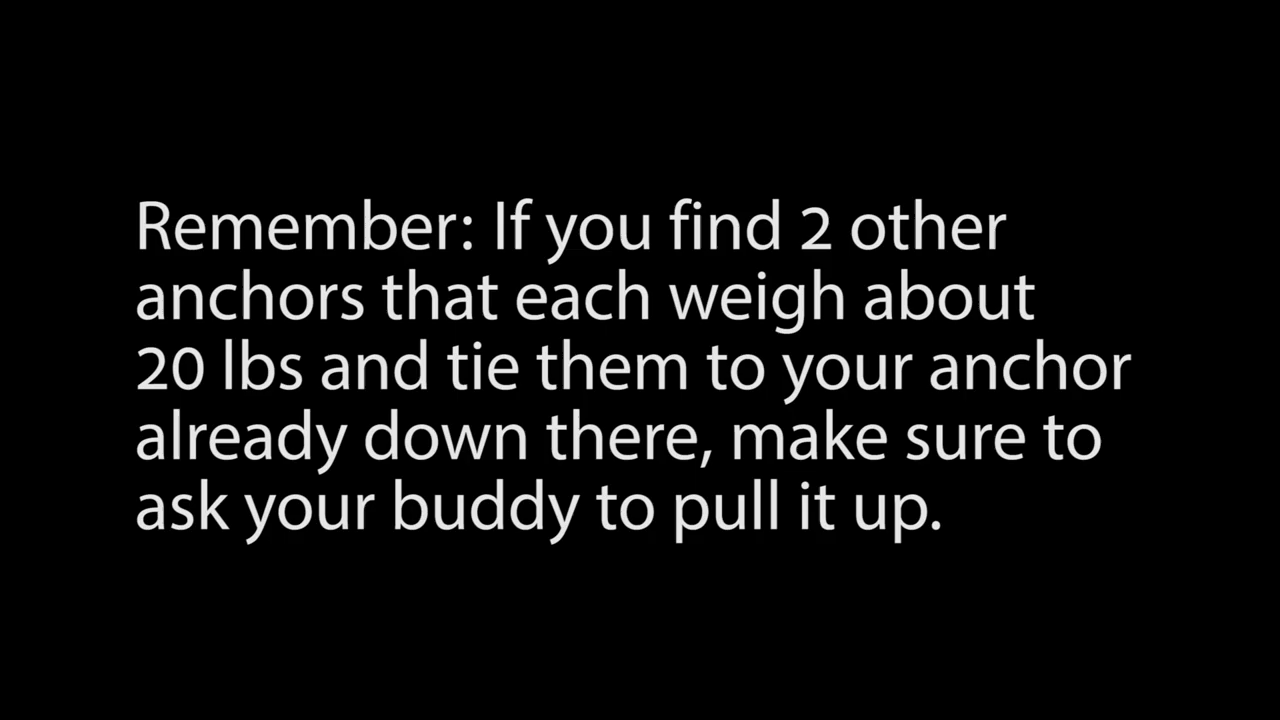 Remember: If you find 2 other
anchors that each weigh about
20 lbs and tie them to your anchor
already down there, make sure to
ask your buddy to pull it up.